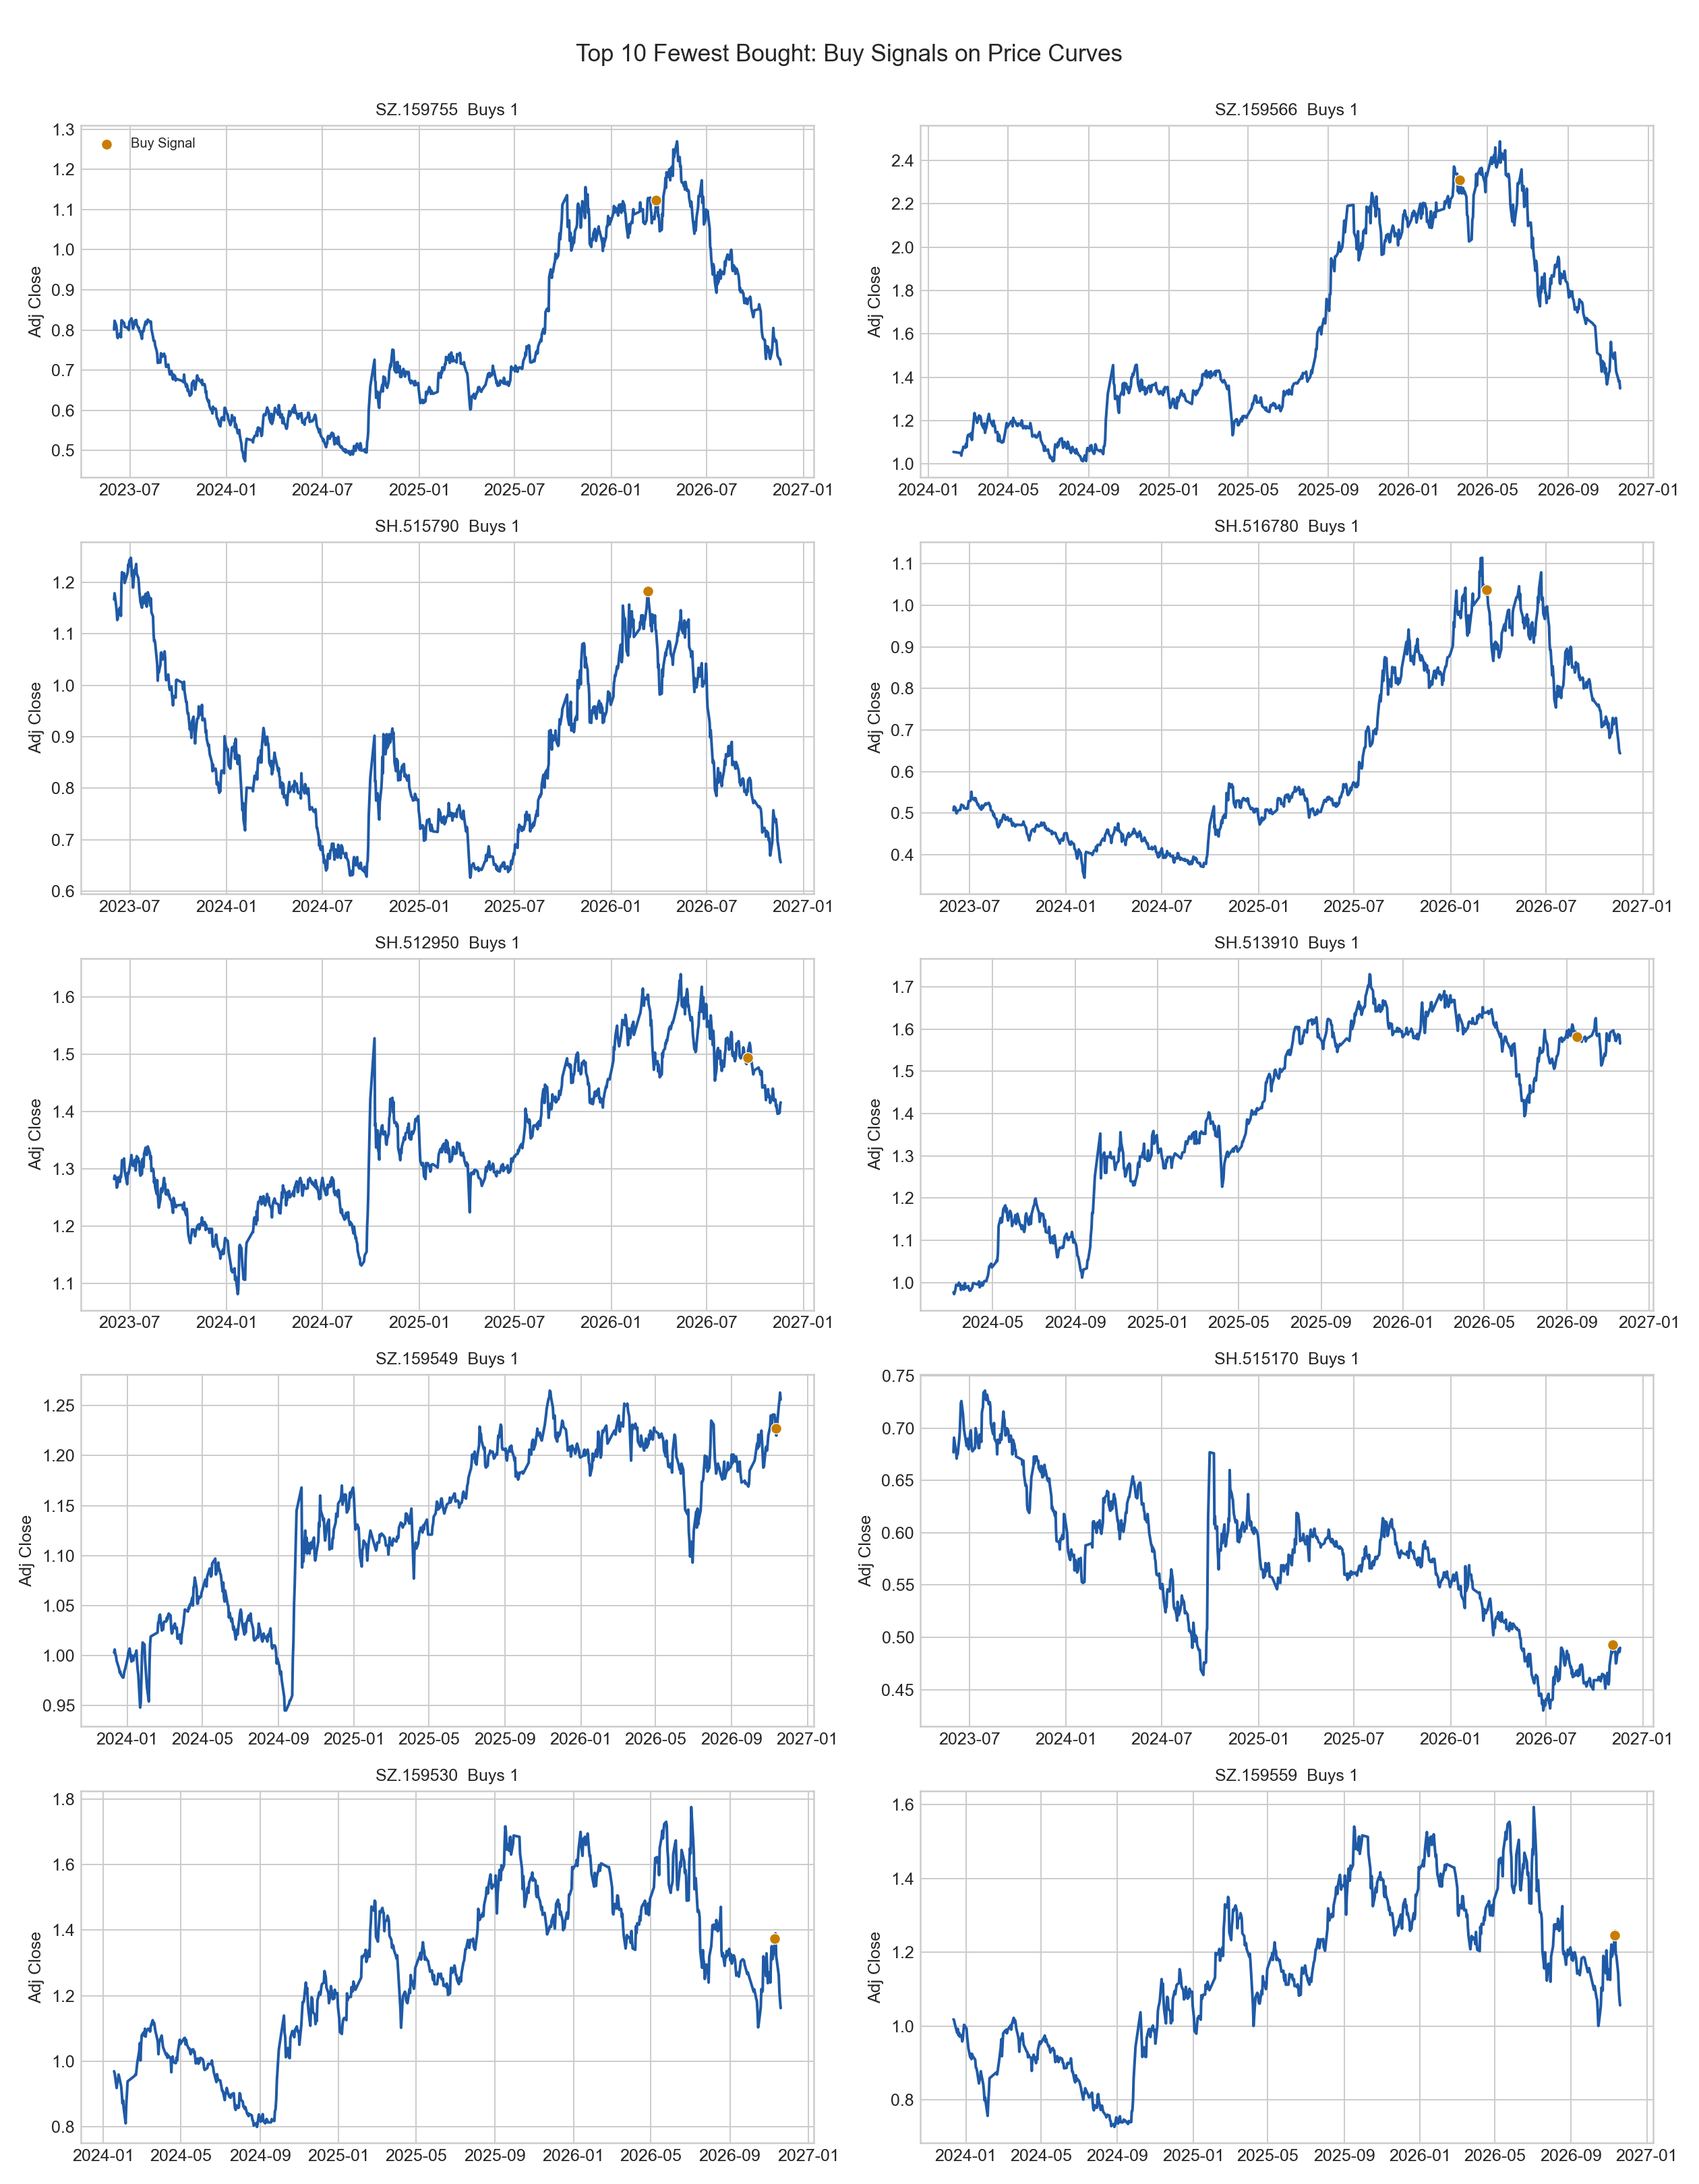 Top 10 Fewest Bought: Buy Signals on Price Curves
SZ.159755 Buys 1
1.3
1.2
1.1
1.0
0.9
0.8
0.7
0.6
0.5
Adj Close
Buy Signal
2023-07 2024-01 2024-07 2025-01 2025-07 2026-01 2026-07 2027-01
SZ.159566 Buys 1
2.4
2.2
2.0
1.8
1.6
1.4
1.2
1.0
Adj Close
2024-01 2024-05 2024-09 2025-01 2025-05 2025-09 2026-01 2026-05 2026-09 2027-01
SH.515790 Buys 1
1.2
1.1
1.0
0.9
0.8
0.7
0.6
Adj Close
2023-07 2024-01 2024-07 2025-01 2025-07 2026-01 2026-07 2027-01
SH.516780 Buys 1
1.1
1.0
0.9
0.8
0.7
0.6
0.5
0.4
Adj Close
2023-07 2024-01 2024-07 2025-01 2025-07 2026-01 2026-07 2027-01
SH.512950 Buys 1
1.6
1.5
1.4
1.3
1.2
1.1
Adj Close
2023-07 2024-01 2024-07 2025-01 2025-07 2026-01 2026-07 2027-01
SH.513910 Buys 1
1.7
1.6
1.5
1.4
1.3
1.2
1.1
1.0
Adj Close
2024-05 2024-09 2025-01 2025-05 2025-09 2026-01 2026-05 2026-09 2027-01
SZ.159549 Buys 1
1.25
1.20
1.15
1.10
1.05
1.00
0.95
Adj Close
2024-01 2024-05 2024-09 2025-01 2025-05 2025-09 2026-01 2026-05 2026-09 2027-01
SH.515170 Buys 1
0.75
0.70
0.65
0.60
0.55
0.50
0.45
Adj Close
2023-07 2024-01 2024-07 2025-01 2025-07 2026-01 2026-07 2027-01
SZ.159530 Buys 1
1.8
1.6
1.4
1.2
1.0
0.8
Adj Close
2024-01 2024-05 2024-09 2025-01 2025-05 2025-09 2026-01 2026-05 2026-09 2027-01
SZ.159559 Buys 1
1.6
1.4
1.2
1.0
0.8
Adj Close
2024-01 2024-05 2024-09 2025-01 2025-05 2025-09 2026-01 2026-05 2026-09 2027-01